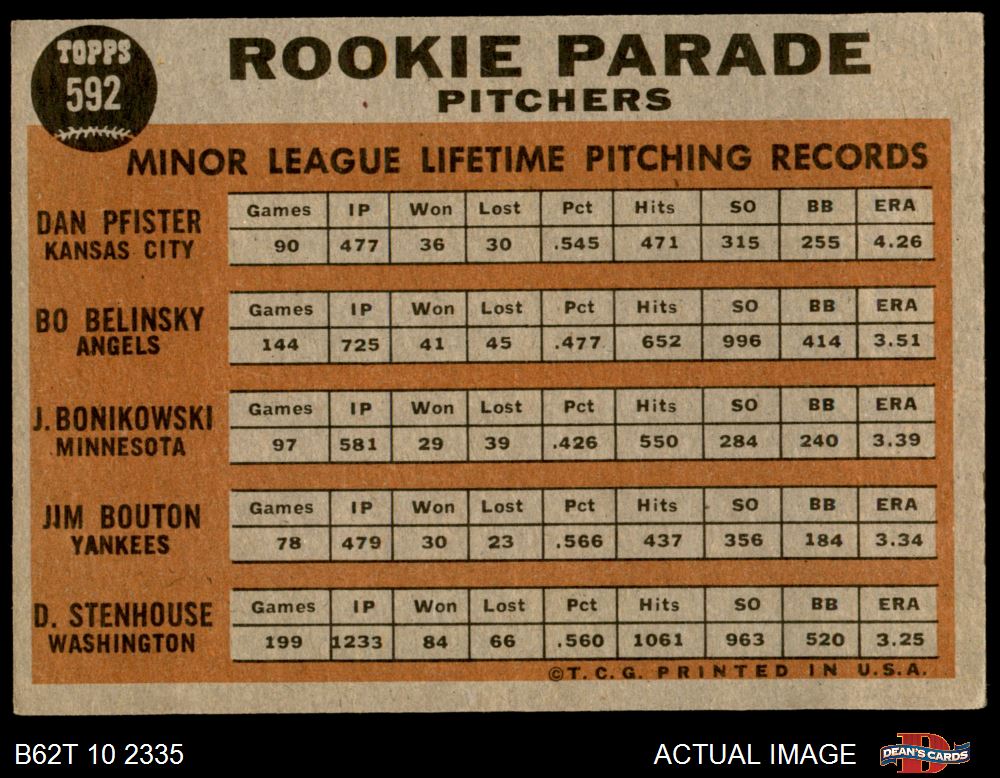 TOPPS
592
ROOKIE PARADE
PITCHERS
MINOR LEAGUE LIFETIME PITCHING RECORDS
DAN PFISTER
KANSAS CITY
Games IP Won Lost Pct Hits SO BB ERA
90 477 36 30 .545 471 315 255 4.26
BO BELINSKY
ANGELS
Games IP Won Lost Pct Hits SO BB ERA
144 725 41 45 .477 652 996 414 3.51
J. BONIKOWSKI
MINNESOTA
Games IP Won Lost Pct Hits SO BB ERA
97 581 29 39 .426 550 284 240 3.39
JIM BOUTON
YANKEES
Games IP Won Lost Pct Hits SO BB ERA
78 479 30 23 .566 437 356 184 3.34
D. STENHOUSE
WASHINGTON
Games IP Won Lost Pct Hits SO BB ERA
199 1233 84 66 .560 1061 963 520 3.25
©T.C.G. PRINTED IN U.S.A.
B62T 10 2335
ACTUAL IMAGE
DEAN'S CARDS